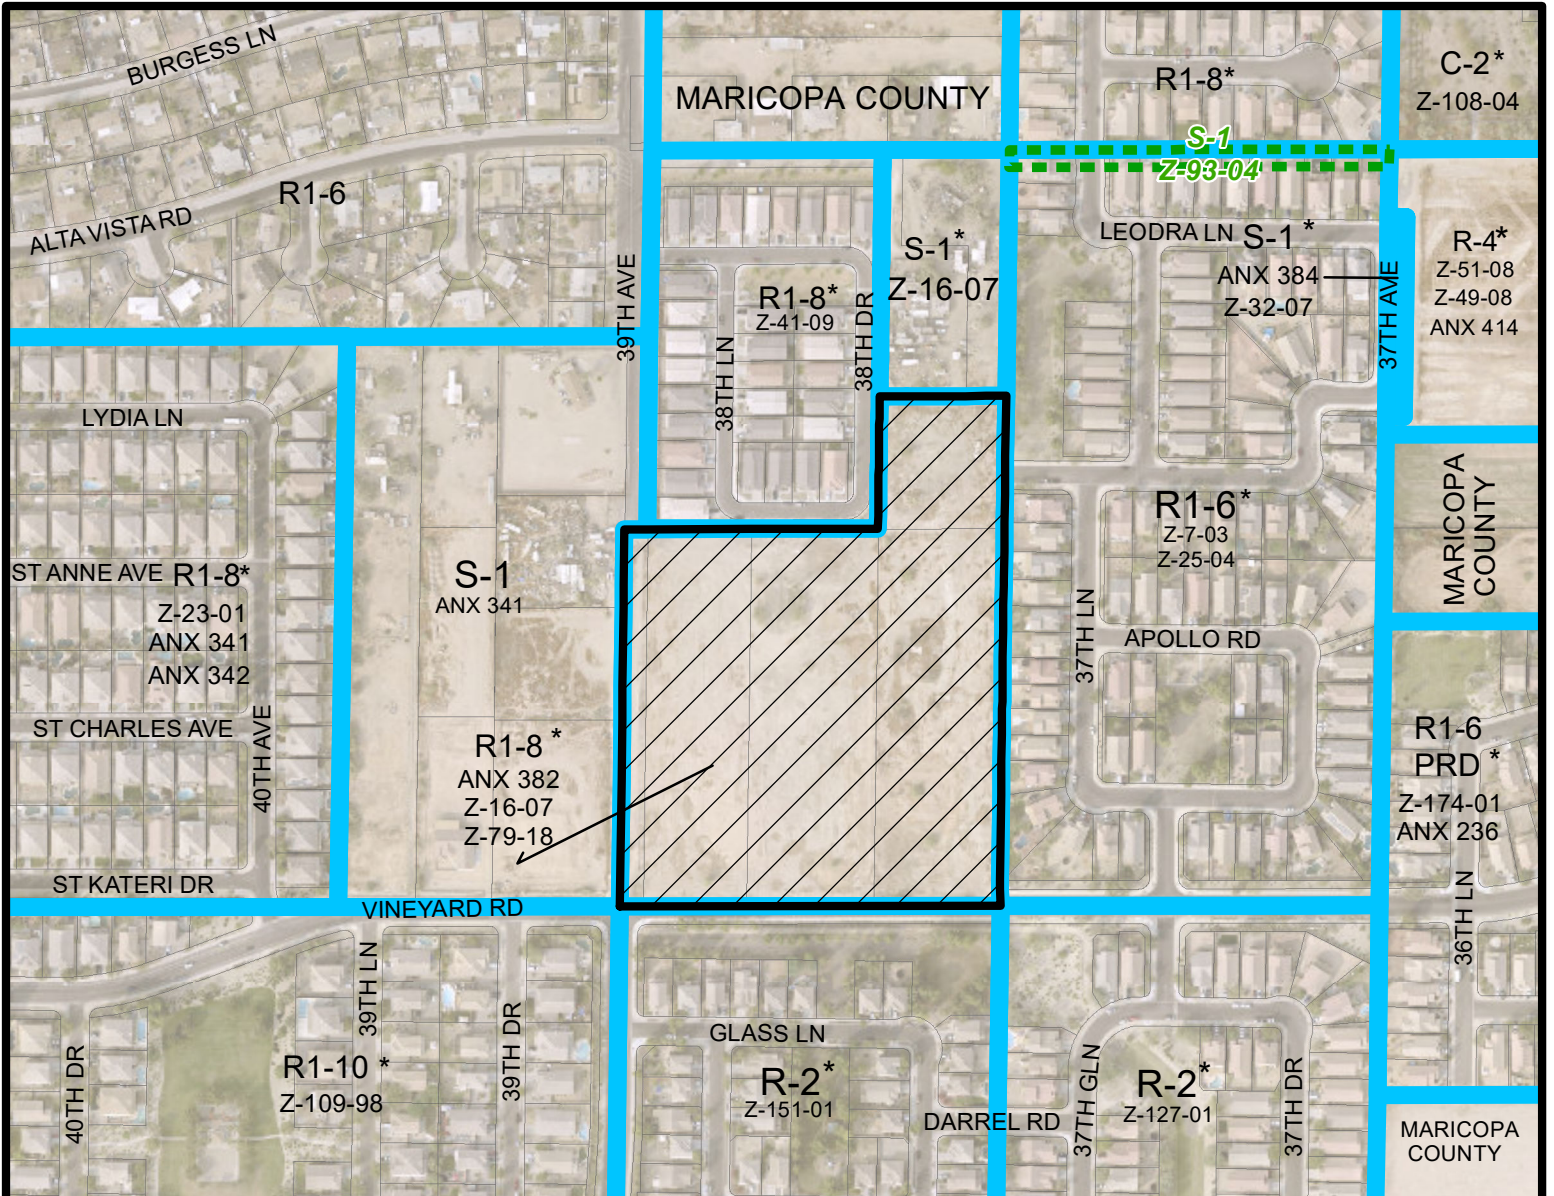 BURGESS LN
MARICOPA COUNTY
R1-8*
C-2*
Z-108-04
S-1
Z-93-04
R1-6
ALTA VISTA RD
39TH AVE
S-1*
Z-16-07
LEODRA LN
S-1 *
ANX 384
Z-32-07
37TH AVE
R-4*
Z-51-08
Z-49-08
ANX 414
R1-8*
Z-41-09
38TH LN
38TH DR
LYDIA LN
MARICOPA
COUNTY
R1-6*
Z-7-03
Z-25-04
ST ANNE AVE
R1-8*
Z-23-01
ANX 341
ANX 342
S-1
ANX 341
37TH LN
APOLLO RD
ST CHARLES AVE
40TH AVE
R1-8 *
ANX 382
Z-16-07
Z-79-18
R1-6
PRD *
Z-174-01
ANX 236
ST KATERI DR
VINEYARD RD
36TH LN
39TH LN
39TH DR
40TH DR
R1-10 *
Z-109-98
GLASS LN
R-2*
Z-151-01
DARREL RD
37TH GLN
R-2*
Z-127-01
37TH DR
MARICOPA
COUNTY